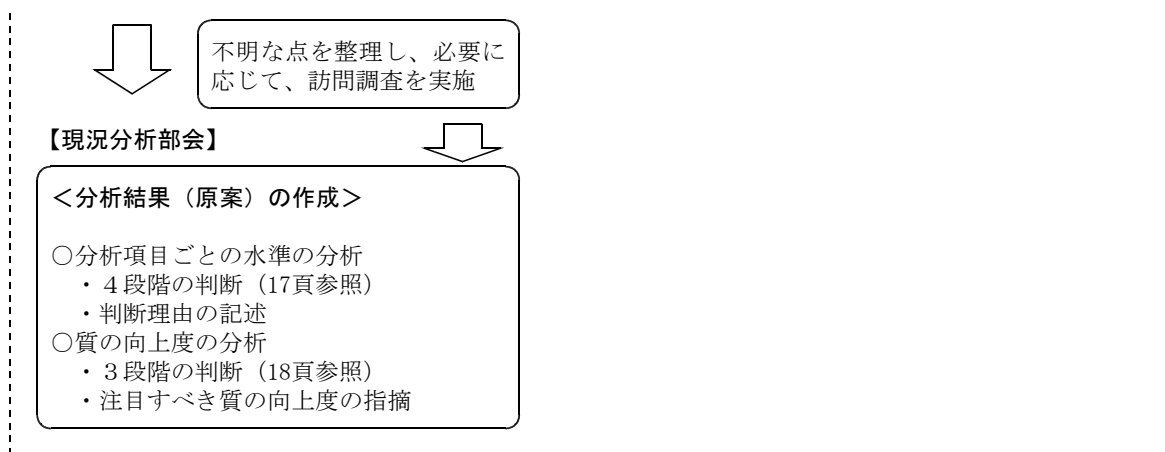 不明な点を整理し、必要に
応じて、訪問調査を実施
【現況分析部会】
＜分析結果（原案）の作成＞
○分析項目ごとの水準の分析
・４段階の判断（17頁参照）
・判断理由の記述
○質の向上度の分析
・３段階の判断（18頁参照）
・注目すべき質の向上度の指摘